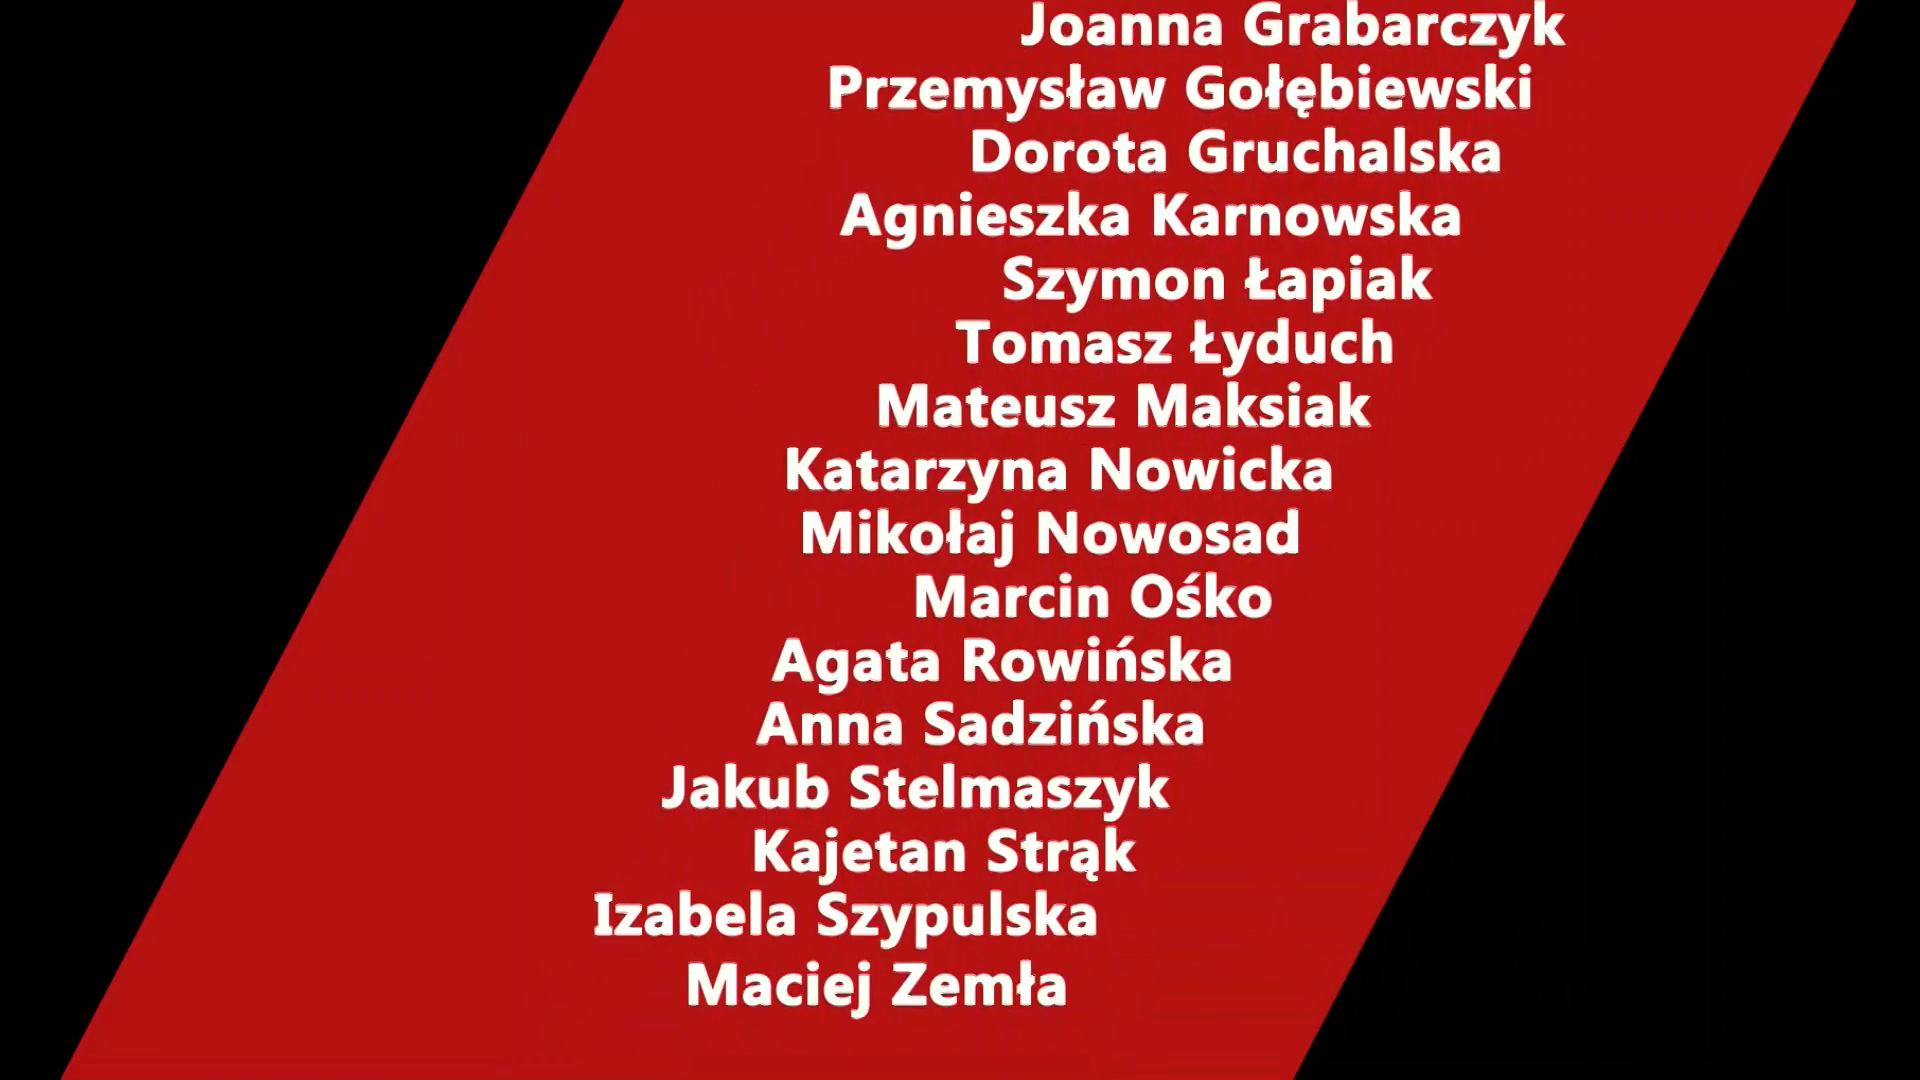 Joanna Grabarczyk
Przemysław Gołębiewski
Dorota Gruchalska
Agnieszka Karnowska
Szymon Łapiak
Tomasz Łyduch
Mateusz Maksiak
Katarzyna Nowicka
Mikołaj Nowosad
Marcin Ośko
Agata Rowińska
Anna Sadzińska
Jakub Stelmaszyk
Kajetan Strąk
Izabela Szypulska
Maciej Zemła